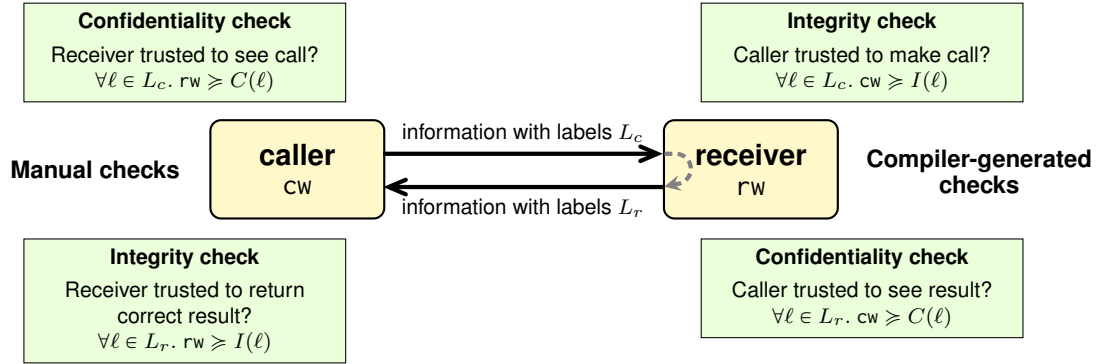 Confidentiality check
Receiver trusted to see call?
∀ℓ ∈ L_c. rw ≽ C(ℓ)
Integrity check
Caller trusted to make call?
∀ℓ ∈ L_c. cw ≽ I(ℓ)
information with labels L_c
Manual checks
caller
cw
receiver
rw
Compiler-generated
checks
information with labels L_r
Integrity check
Receiver trusted to return
correct result?
∀ℓ ∈ L_r. rw ≽ I(ℓ)
Confidentiality check
Caller trusted to see result?
∀ℓ ∈ L_r. cw ≽ C(ℓ)